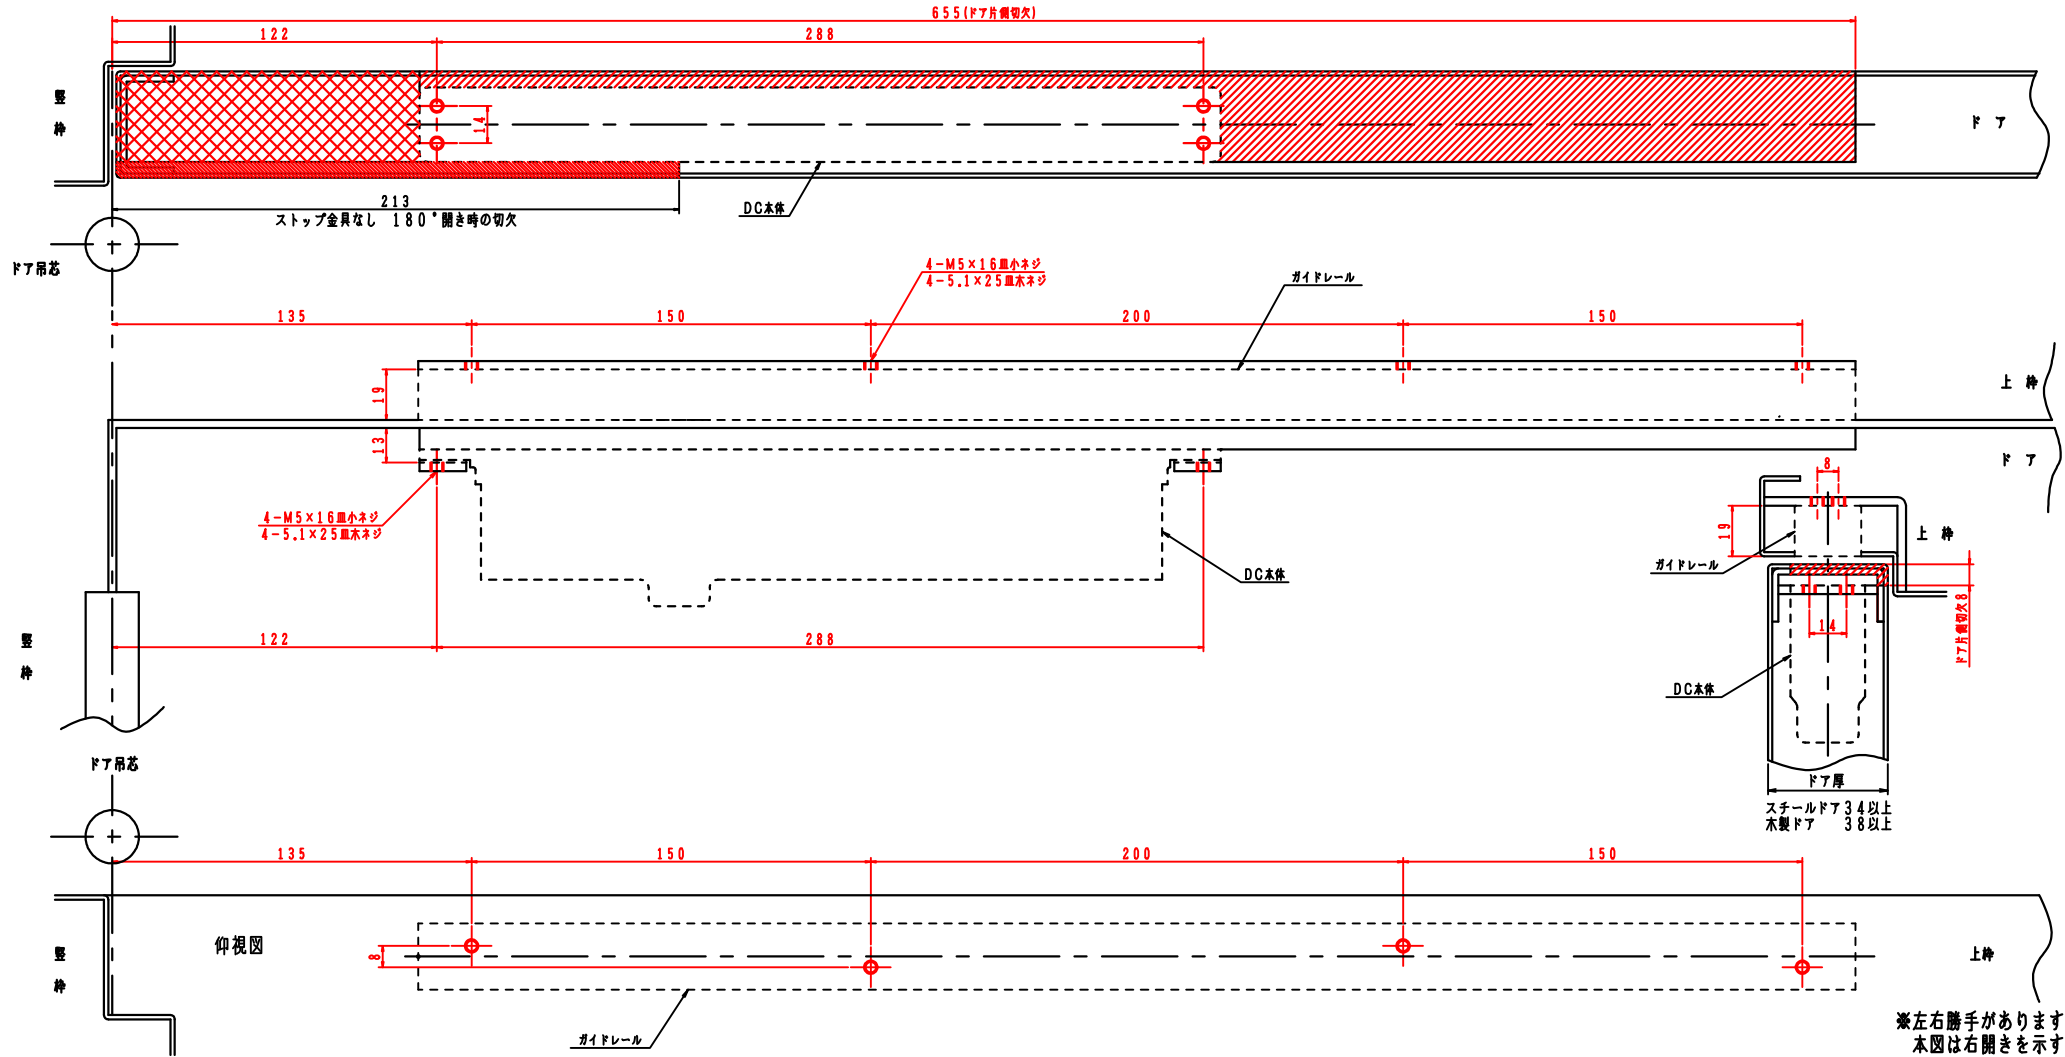 655(ドア片側切欠)
122
288
竪
枠
14
ド ア
213
ストップ金具なし 180°開き時の切欠
DC本体
ドア吊芯
4-M5×16皿小ネジ
4-5.1×25皿木ネジ
ガイドレール
135
150
200
150
19
上 枠
13
ド ア
4-M5×16皿小ネジ
4-5.1×25皿木ネジ
DC本体
122
288
竪
枠
8
19
上 枠
ガイドレール
ドア片側切欠8
14
DC本体
ドア厚
スチールドア34以上
木製ドア 38以上
ドア吊芯
135
150
200
150
仰視図
8
竪
枠
上枠
ガイドレール
※左右勝手があります
本図は右開きを示す